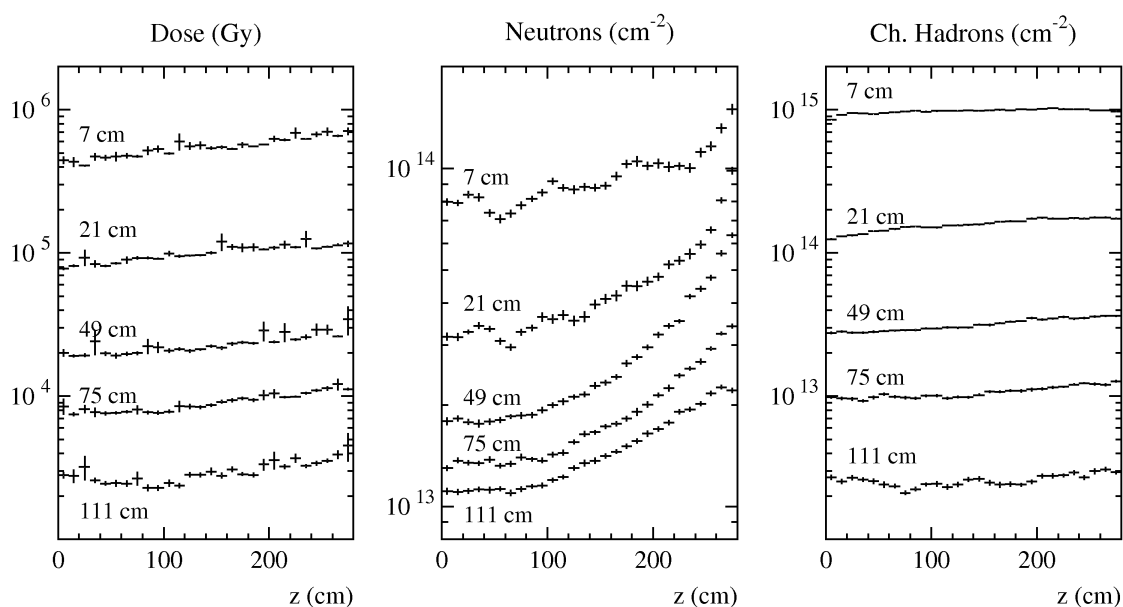 Dose (Gy)
10 6
7 cm
21 cm
10 5
49 cm
75 cm
10 4
111 cm
0 100 200
z (cm)
Neutrons (cm-2)
10 14
7 cm
21 cm
49 cm
75 cm
10 13
111 cm
0 100 200
z (cm)
Ch. Hadrons (cm-2)
10 15
7 cm
21 cm
10 14
49 cm
75 cm
10 13
111 cm
0 100 200
z (cm)